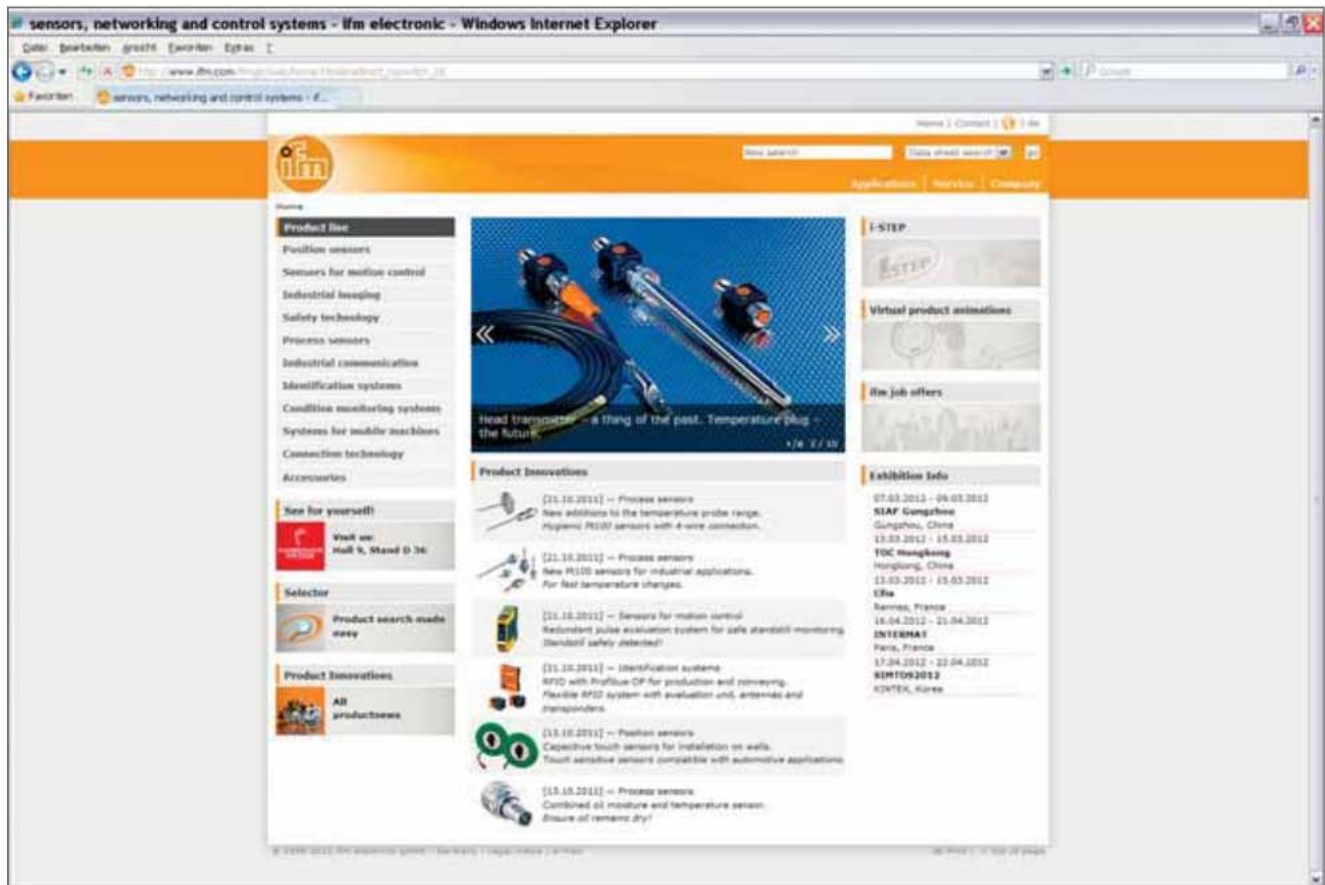 sensors, networking and control systems - ifm electronic - Windows Internet Explorer
Datei Bearbeiten Ansicht Favoriten Extras ?
www.ifm.com
Google
Favoriten
sensors, networking and control systems - if...
Home | Contact | de
ifm
New search
Data sheet search
go
Applications | Service | Company
Home
Product line
Position sensors
Sensors for motion control
Industrial imaging
Safety technology
Process sensors
Industrial communication
Identification systems
Condition monitoring systems
Systems for mobile machines
Connection technology
Accessories
See for yourself!
Visit us:
Hall 9, Stand D 36
Selector
Product search made
easy
Product Innovations
All
productnews
Head transmitter – a thing of the past. Temperature plug –
the future.
Product Innovations
[21.10.2011] — Process sensors
New additions to the temperature probe range.
Hygienic Pt100 sensors with 4-wire connection.
[21.10.2011] — Process sensors
New Pt100 sensors for industrial applications.
For fast temperature changes.
[21.10.2011] — Sensors for motion control
Redundant pulse evaluation system for safe standstill monitoring.
Standstill safely detected!
[21.10.2011] — Identification systems
RFID with Profibus DP for production and conveying.
Flexible RFID system with evaluation unit, antennas and
transponders.
[13.10.2011] — Position sensors
Capacitive touch sensors for installation on walls.
Touch sensitive sensors compatible with automotive applications.
[13.10.2011] — Process sensors
Combined oil moisture and temperature sensor.
Ensure oil remains dry!
i-STEP
Virtual product animations
ifm job offers
Exhibition Info
07.03.2012 - 09.03.2012
SIAF Gungzhou
Gungzhou, China
13.03.2012 - 15.03.2012
TOC Hongkong
Hongkong, China
13.03.2012 - 15.03.2012
Cfia
Rennes, France
16.04.2012 - 21.04.2012
INTERMAT
Paris, France
17.04.2012 - 22.04.2012
SIMTOS2012
KINTEX, Korea